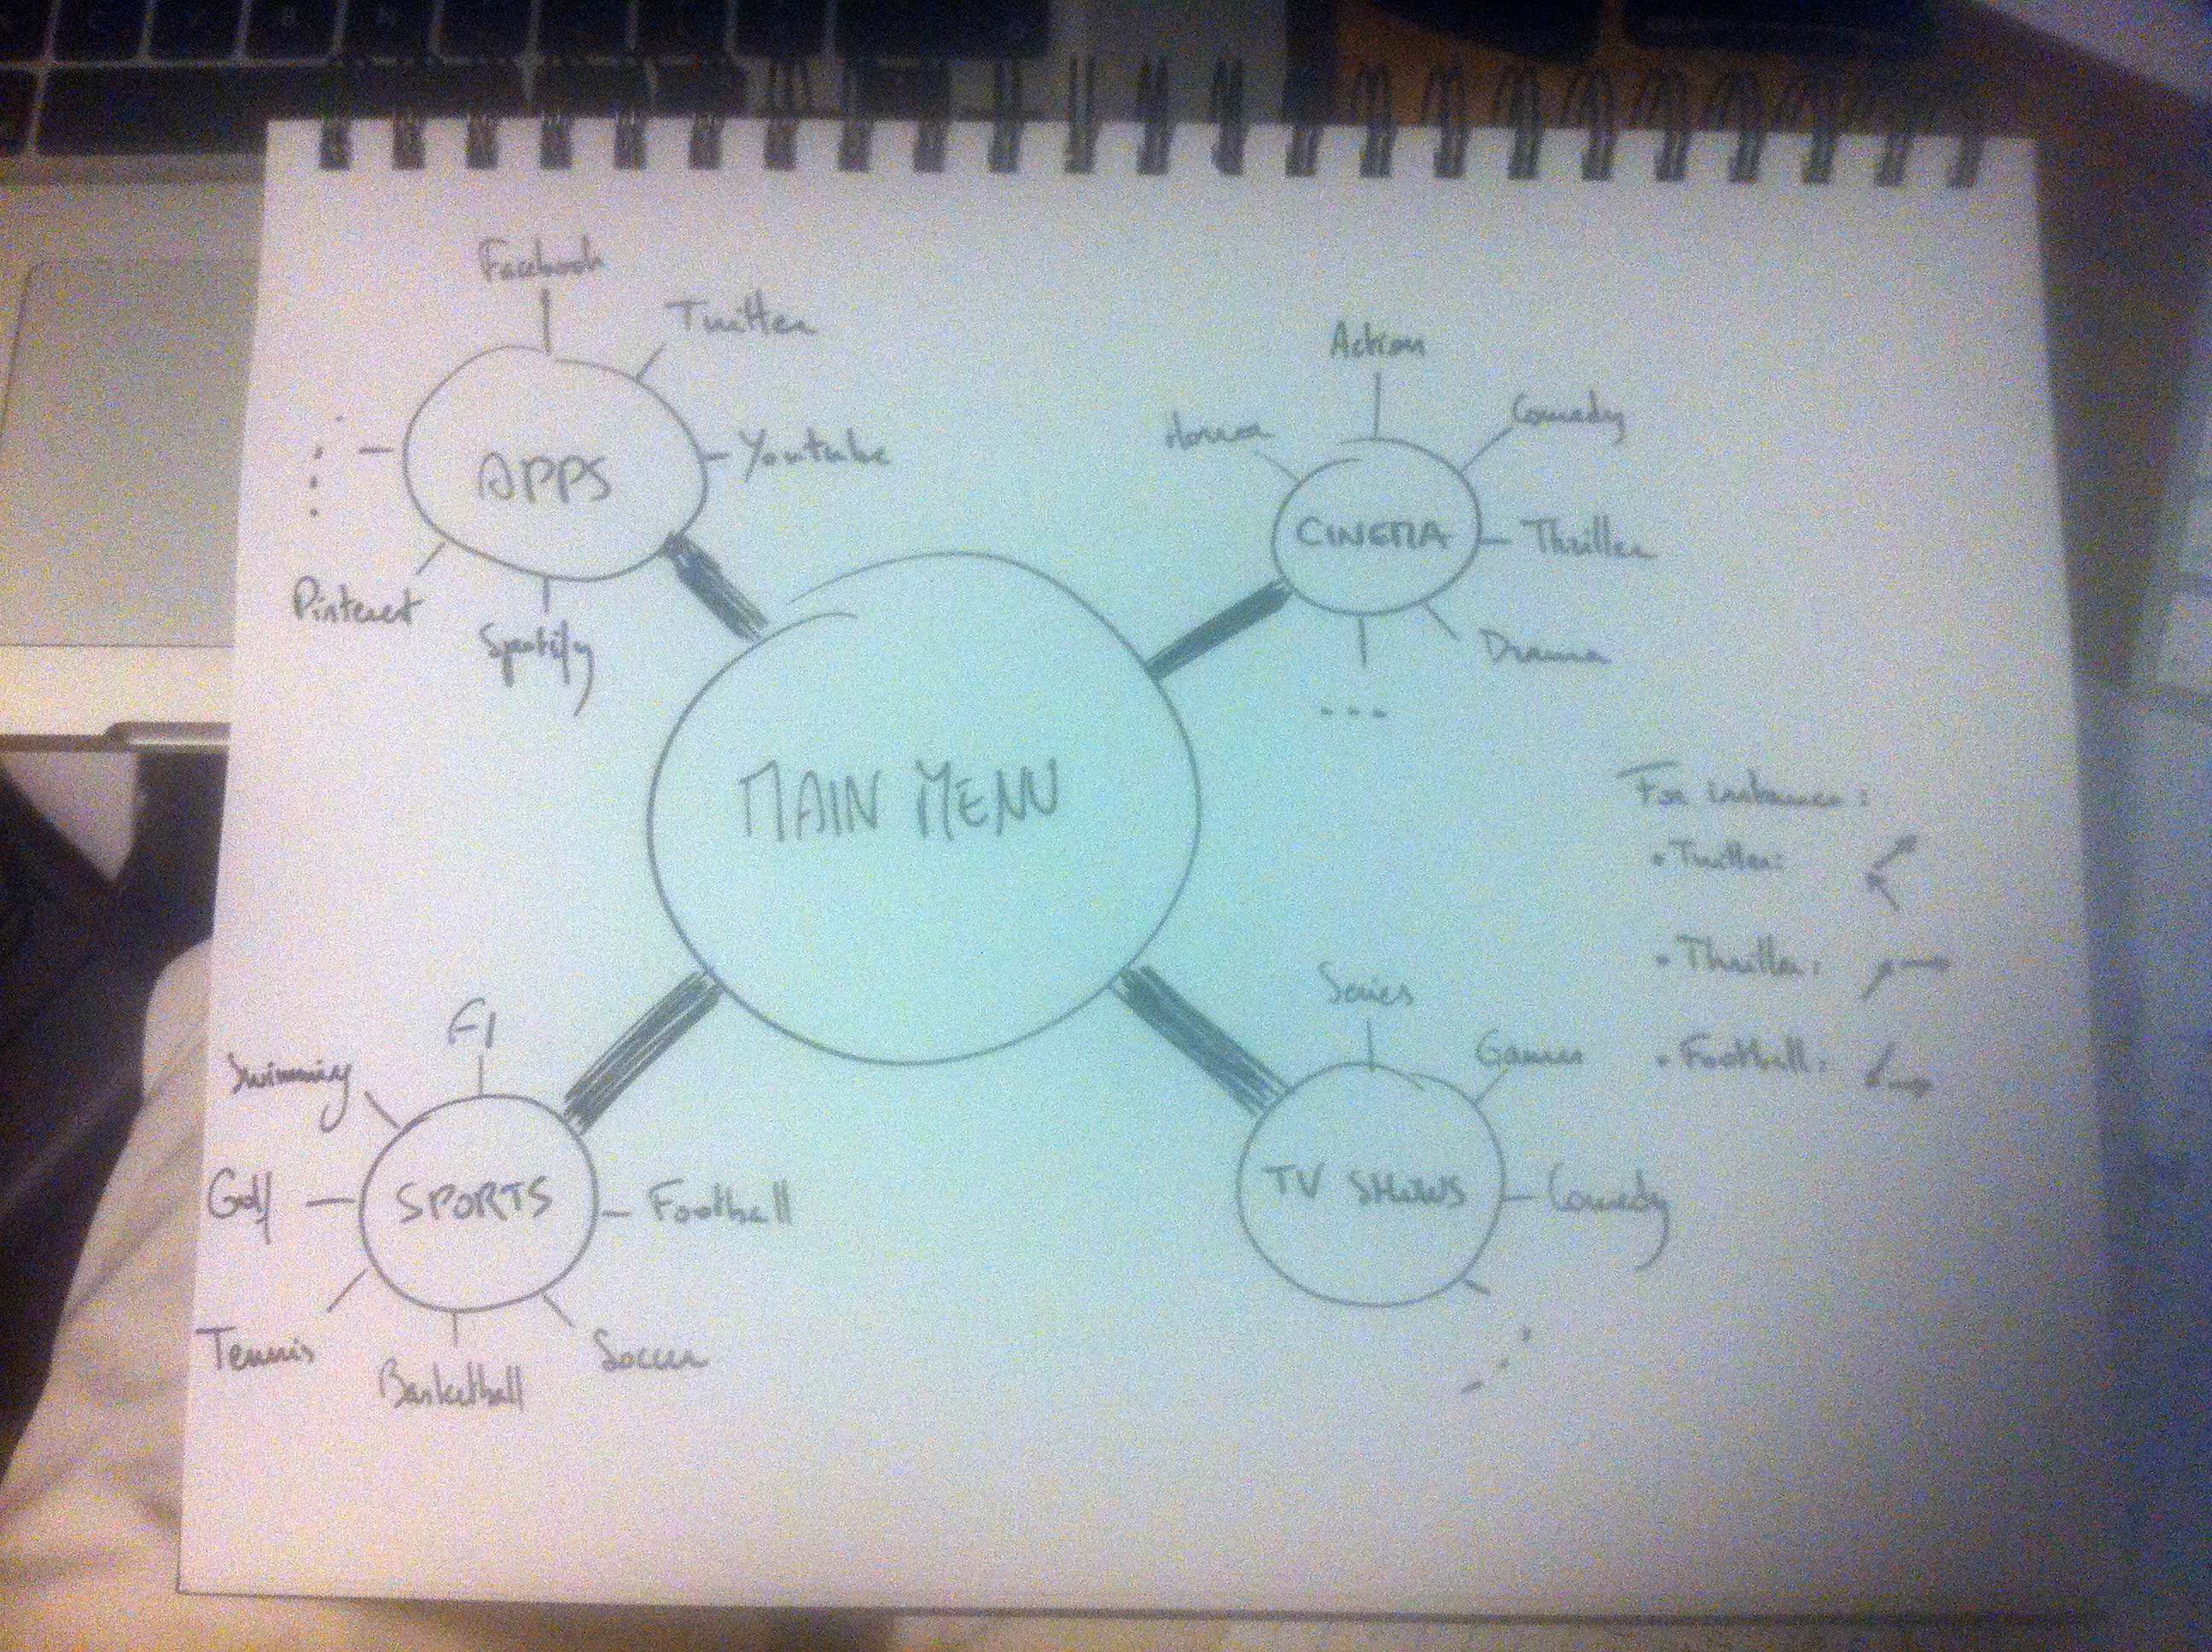 Facebook
Twitter
Youtube
APPS
Pinterest
Spotify
Action
Horror
Comedy
CINEMA
Thriller
Drama
MAIN MENU
For instance:
• Twitter:
• Thriller:
• Football:
F1
Swimming
Golf
SPORTS
Football
Tennis
Basketball
Soccer
Series
Games
TV SHOWS
Comedy